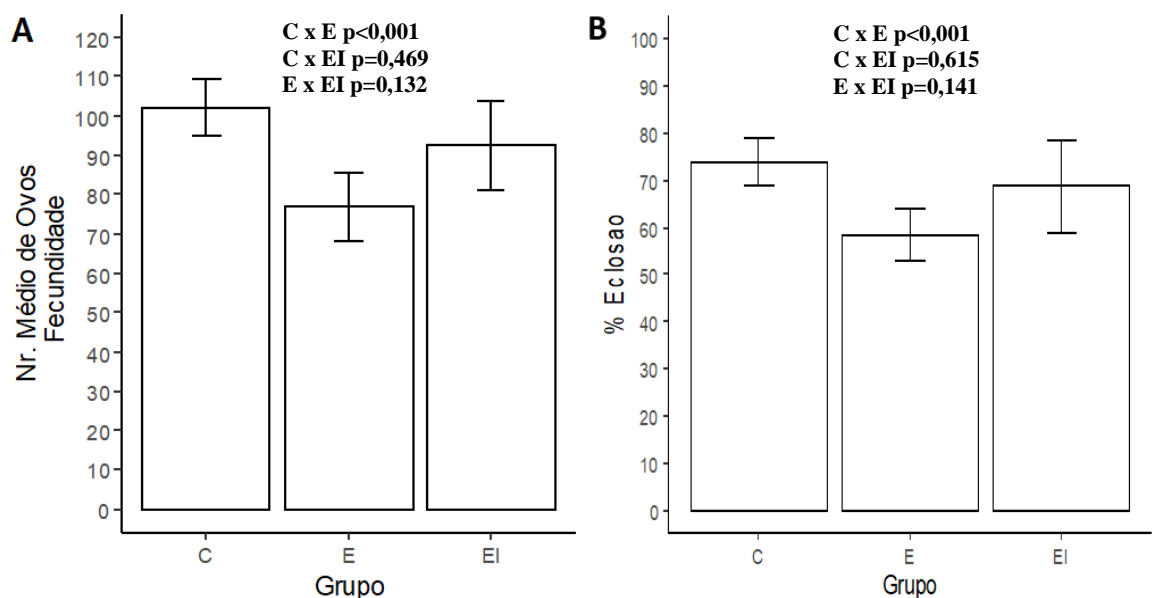 A
C x E p<0,001
C x EI p=0,469
E x EI p=0,132
Nr. Médio de Ovos
Fecundidade
120
110
100
90
80
70
60
50
40
30
20
10
0
C
E
EI
Grupo
B
C x E p<0,001
C x EI p=0,615
E x EI p=0,141
% Eclosao
100
90
80
70
60
50
40
30
20
10
0
C
E
EI
Grupo